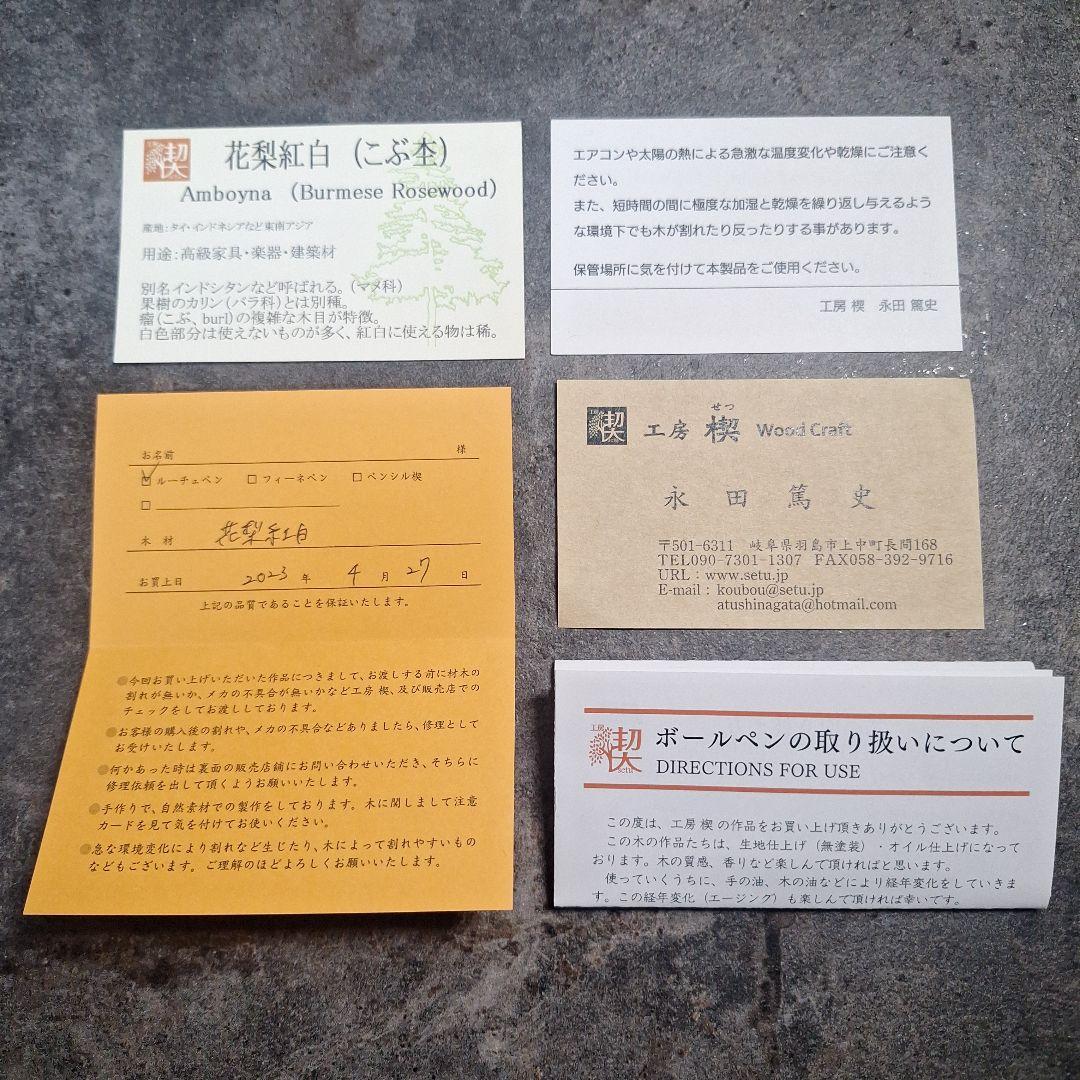 楔
花梨紅白 (こぶ杢)
Amboyna (Burmese Rosewood)
産地:タイ・インドネシアなど東南アジア
用途:高級家具・楽器・建築材
別名インドシタンなど呼ばれる。(マメ科)
果樹のカリン(バラ科)とは別種。
瘤(こぶ、burl)の複雑な木目が特徴。
白色部分は使えないものが多く、紅白に使える物は稀。
エアコンや太陽の熱による急激な温度変化や乾燥にご注意く
ださい。
また、短時間の間に極度な加湿と乾燥を繰り返し与えるよう
な環境下でも木が割れたり反ったりする事があります。
保管場所に気を付けて本製品をご使用ください。
工房 楔 永田 篤史
お名前 様
☑ルーチェペン □フィーネペン □ペンシル楔
□
木 材 花梨紅白
お買上日 2023 年 4 月 27 日
上記の品質であることを保証いたします。
●今回お買い上げいただいた作品につきまして、お渡しする前に材木の
割れが無いか、メカの不具合が無いかなど工房 楔、及び販売店での
チェックをしてお渡ししております。
●お客様の購入後の割れや、メカの不具合などありましたら、修理として
お受けいたします。
●何かあった時は裏面の販売店舗にお問い合わせいただき、そちらに
修理依頼を出して頂くようお願いいたします。
●手作りで、自然素材での製作をしております。木に関しまして注意
カードを見て気を付けてお使いください。
●急な環境変化により割れなど生じたり、木によって割れやすいもの
などもございます。ご理解のほどよろしくお願いいたします。
工房 楔 setu
せつ
工房 楔 Wood Craft
永 田 篤 史
〒501-6311 岐阜県羽島市上中町長間168
TEL090-7301-1307 FAX058-392-9716
URL : www.setu.jp
E-mail : koubou@setu.jp
atushinagata@hotmail.com
工房 楔 setu
ボールペンの取り扱いについて
DIRECTIONS FOR USE
この度は、工房 楔 の作品をお買い上げ頂きありがとうございます。
この木の作品たちは、生地仕上げ (無塗装)・オイル仕上げになって
おります。木の質感、香りなど楽しんで頂ければと思います。
使っていくうちに、手の油、木の油などにより経年変化をしていきま
す。この経年変化 (エージング) も楽しんで頂ければ幸いです。